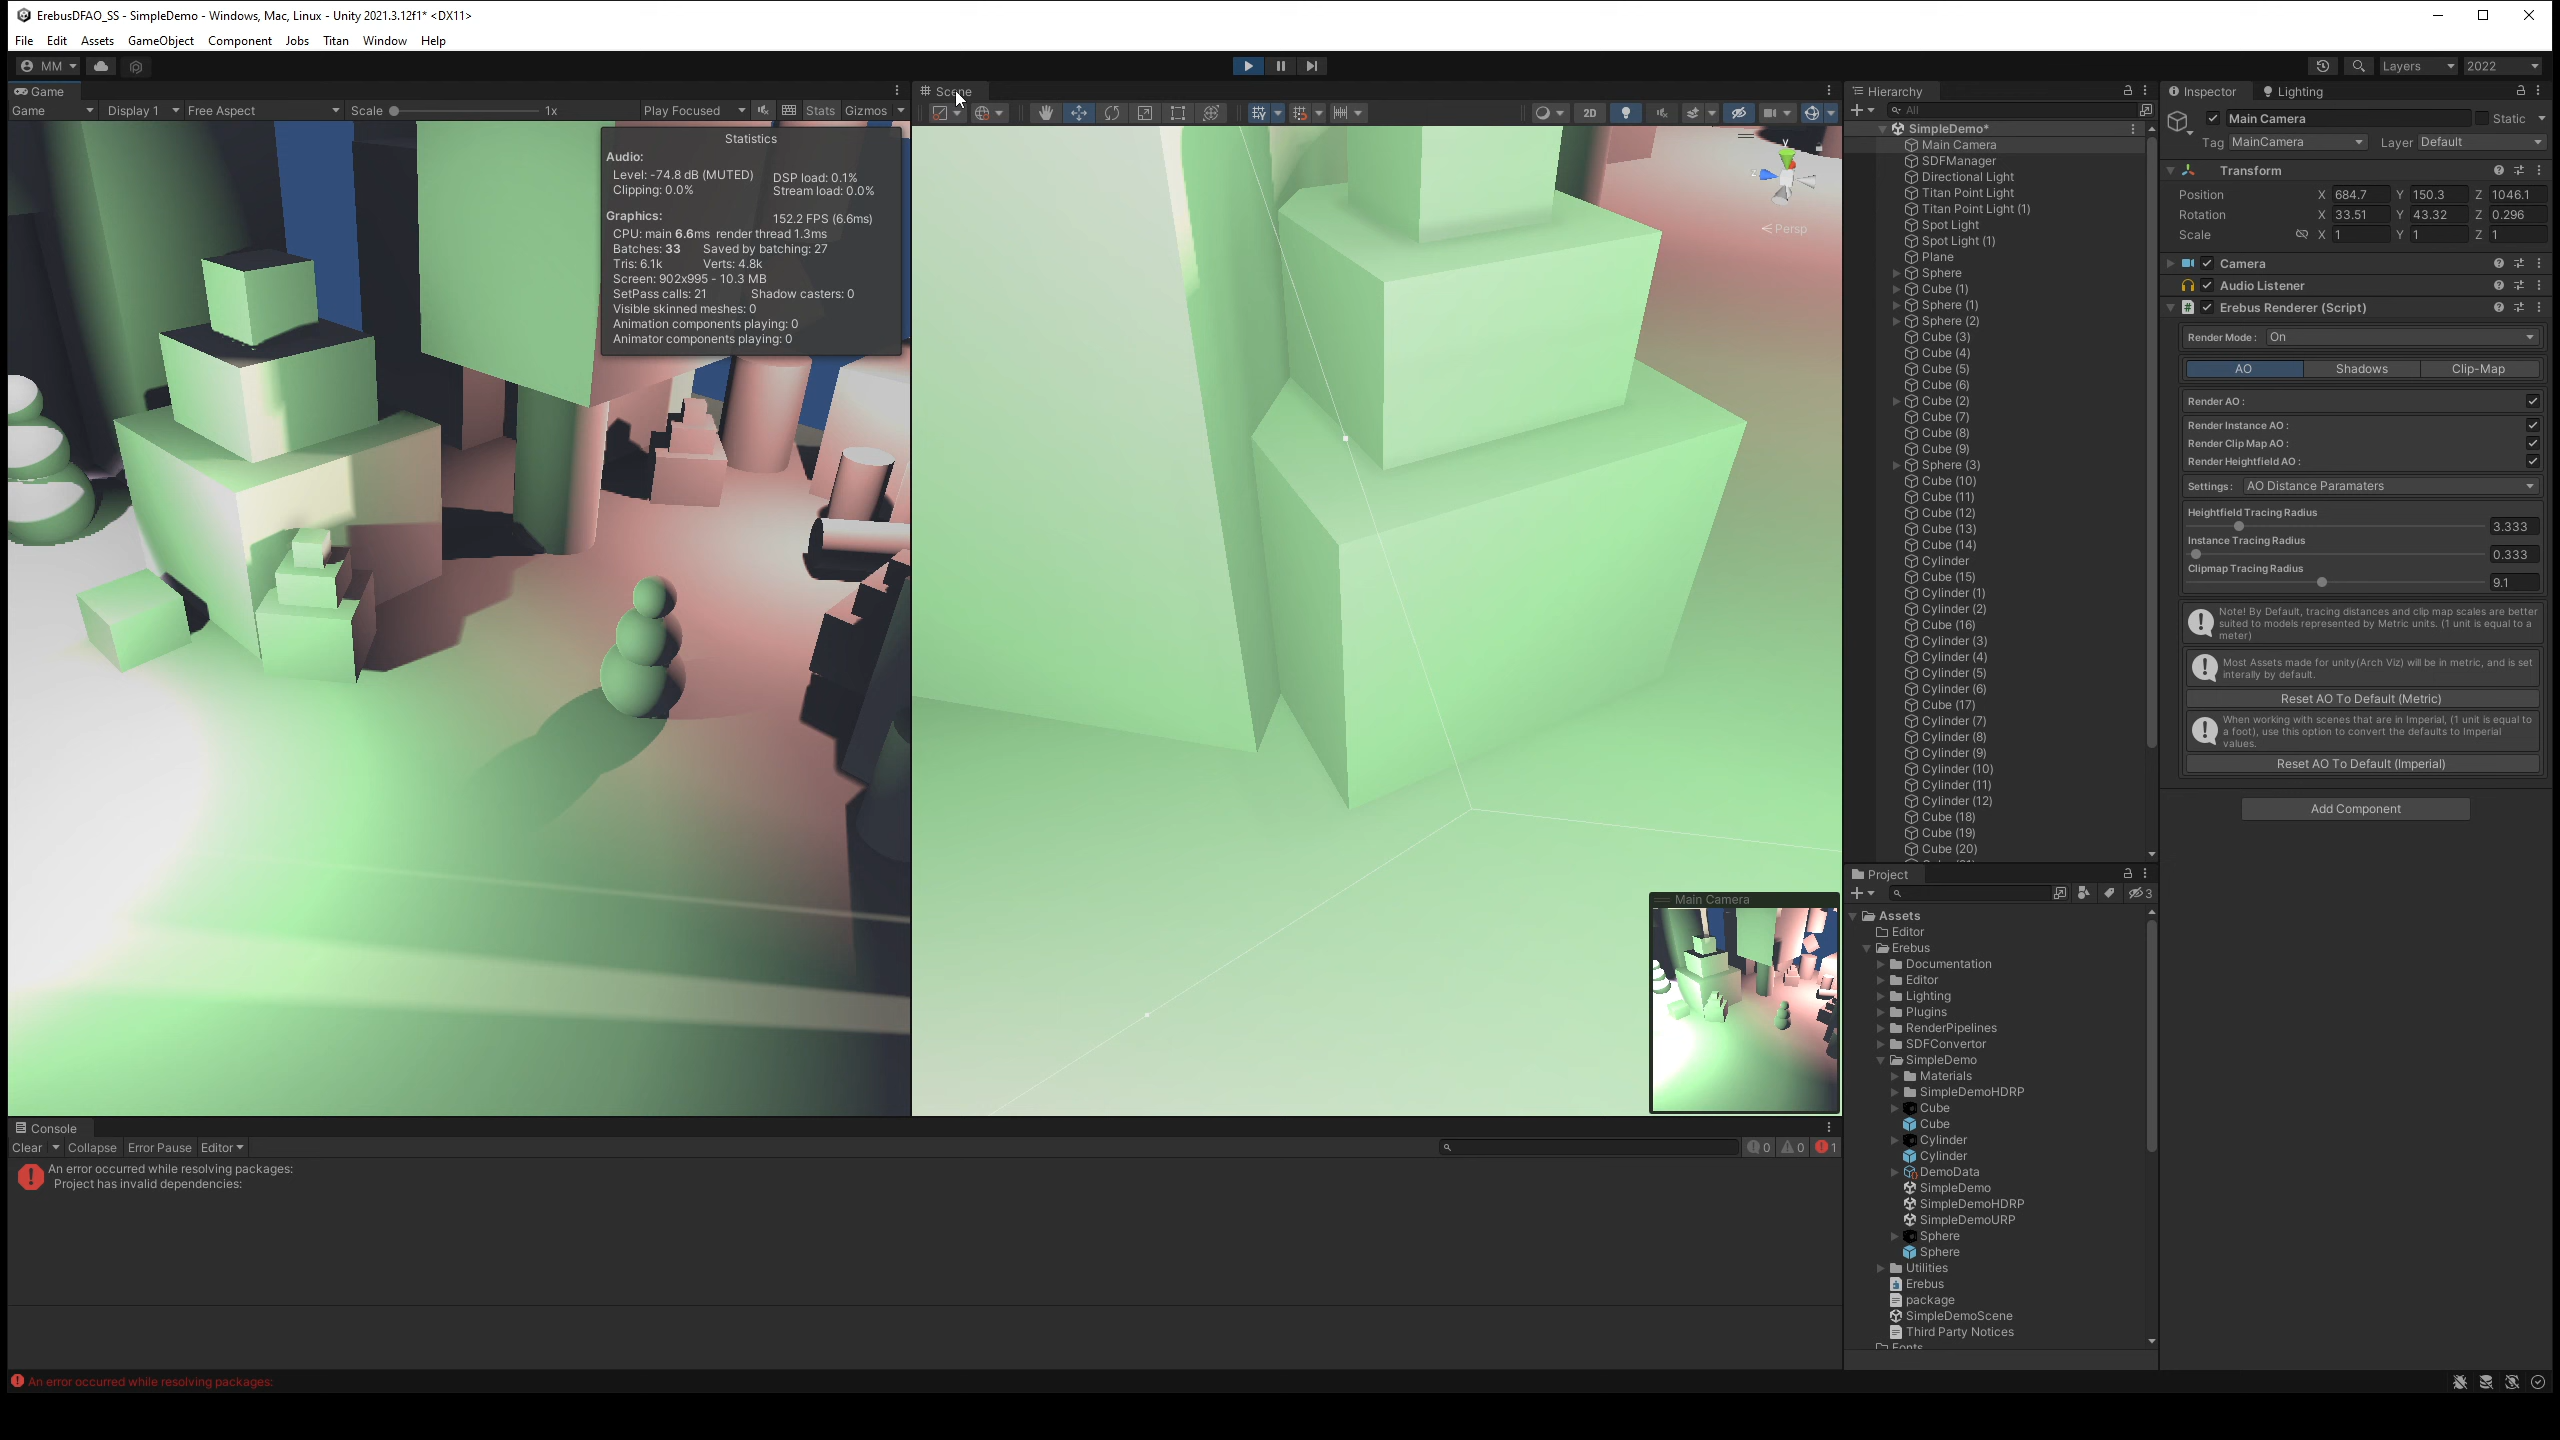 ErebusDFAO_SS - SimpleDemo - Windows, Mac, Linux - Unity 2021.3.12f1* <DX11>
File Edit Assets GameObject Component Jobs Titan Window Help
MM
Layers 2022
Game
Game Display 1 Free Aspect Scale 1x Play Focused Stats Gizmos
Statistics
Audio:
Level: -74.8 dB (MUTED) DSP load: 0.1%
Clipping: 0.0% Stream load: 0.0%
Graphics: 152.2 FPS (6.6ms)
CPU: main 6.6ms render thread 1.3ms
Batches: 33 Saved by batching: 27
Tris: 6.1k Verts: 4.8k
Screen: 902x995 - 10.3 MB
SetPass calls: 21 Shadow casters: 0
Visible skinned meshes: 0
Animation components playing: 0
Animator components playing: 0
Scene
2D
y
z
Persp
Main Camera
Console
Clear Collapse Error Pause Editor 0 0 1
An error occurred while resolving packages:
Project has invalid dependencies:
An error occurred while resolving packages:
Hierarchy
All
SimpleDemo*
Main Camera
SDFManager
Directional Light
Titan Point Light
Titan Point Light (1)
Spot Light
Spot Light (1)
Plane
Sphere
Cube (1)
Sphere (1)
Sphere (2)
Cube (3)
Cube (4)
Cube (5)
Cube (6)
Cube (2)
Cube (7)
Cube (8)
Cube (9)
Sphere (3)
Cube (10)
Cube (11)
Cube (12)
Cube (13)
Cube (14)
Cylinder
Cube (15)
Cylinder (1)
Cylinder (2)
Cube (16)
Cylinder (3)
Cylinder (4)
Cylinder (5)
Cylinder (6)
Cube (17)
Cylinder (7)
Cylinder (8)
Cylinder (9)
Cylinder (10)
Cylinder (11)
Cylinder (12)
Cube (18)
Cube (19)
Cube (20)
Project
3
Assets
Editor
Erebus
Documentation
Editor
Lighting
Plugins
RenderPipelines
SDFConvertor
SimpleDemo
Materials
SimpleDemoHDRP
Cube
Cube
Cylinder
Cylinder
DemoData
SimpleDemo
SimpleDemoHDRP
SimpleDemoURP
Sphere
Sphere
Utilities
Erebus
package
SimpleDemoScene
Third Party Notices
Fonts
Inspector Lighting
Main Camera Static
Tag MainCamera Layer Default
Transform
Position X 684.7 Y 150.3 Z 1046.1
Rotation X 33.51 Y 43.32 Z 0.296
Scale X 1 Y 1 Z 1
Camera
Audio Listener
Erebus Renderer (Script)
Render Mode: On
AO Shadows Clip-Map
Render AO :
Render Instance AO :
Render Clip Map AO :
Render Heightfield AO :
Settings: AO Distance Paramaters
Heightfield Tracing Radius
3.333
Instance Tracing Radius
0.333
Clipmap Tracing Radius
9.1
Note! By Default, tracing distances and clip map scales are better
suited to models represented by Metric units. (1 unit is equal to a
meter)
Most Assets made for unity(Arch Viz) will be in metric, and is set
interally by default.
Reset AO To Default (Metric)
When working with scenes that are in Imperial, (1 unit is equal to
a foot), use this option to convert the defaults to Imperial
values.
Reset AO To Default (Imperial)
Add Component